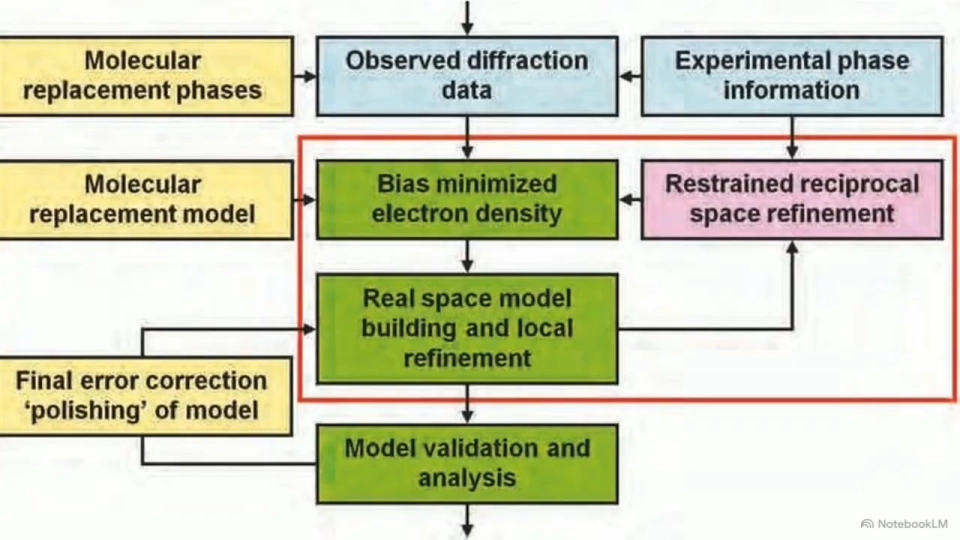 Molecular
replacement phases
Observed diffraction
data
Experimental phase
information
Molecular
replacement model
Bias minimized
electron density
Restrained reciprocal
space refinement
Real space model
building and local
refinement
Final error correction
‘polishing’ of model
Model validation and
analysis
NotebookLM